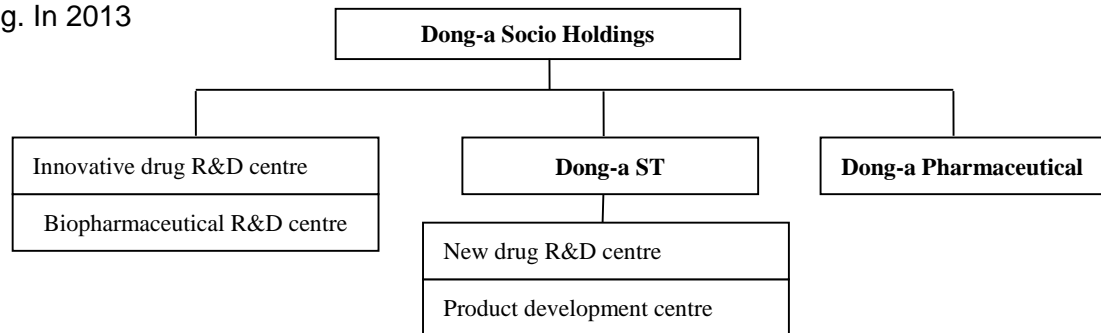 g. In 2013
Dong-a Socio Holdings
Innovative drug R&D centre
Dong-a ST
Dong-a Pharmaceutical
Biopharmaceutical R&D centre
New drug R&D centre
Product development centre